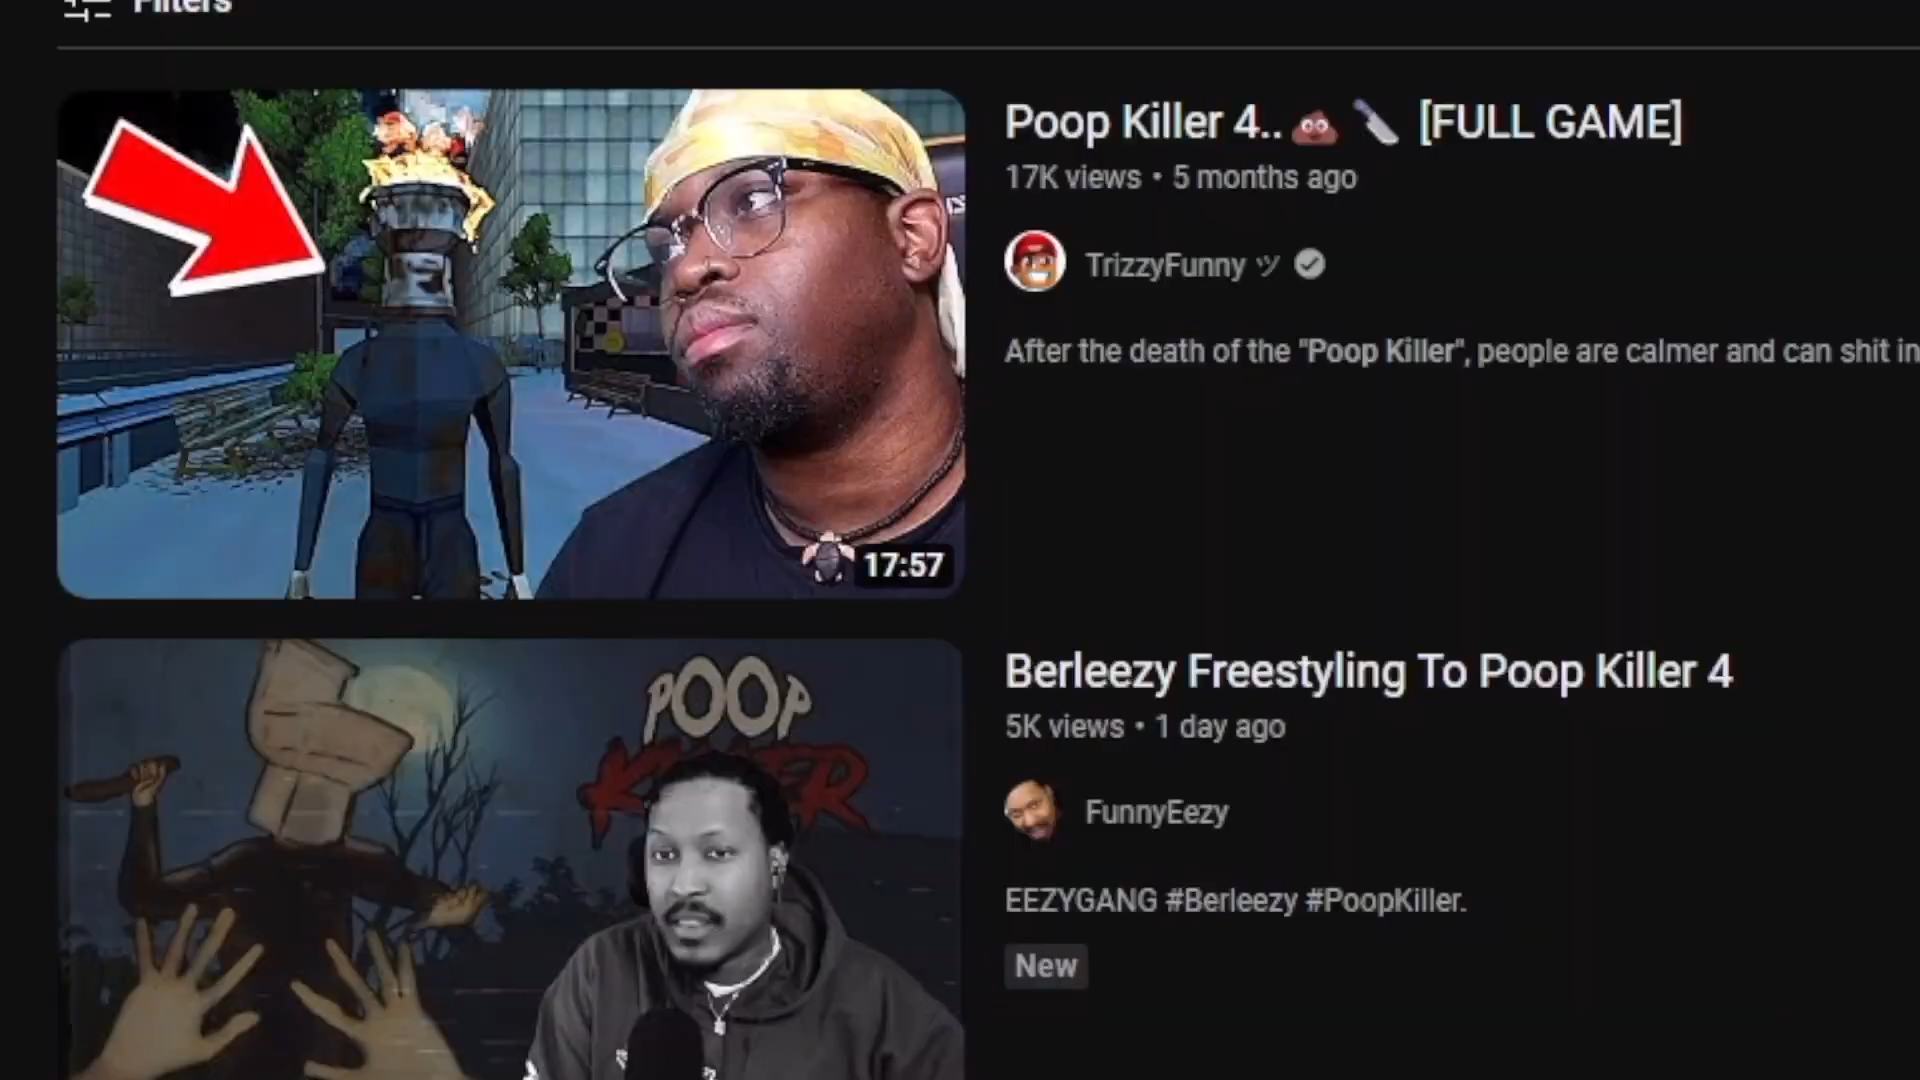 Filters
Poop Killer 4..💩🔪 [FULL GAME]
17K views • 5 months ago
TrizzyFunny ツ
After the death of the "Poop Killer", people are calmer and can shit in
17:57
POOP
KILLER
Berleezy Freestyling To Poop Killer 4
5K views • 1 day ago
FunnyEezy
EEZYGANG #Berleezy #PoopKiller.
New